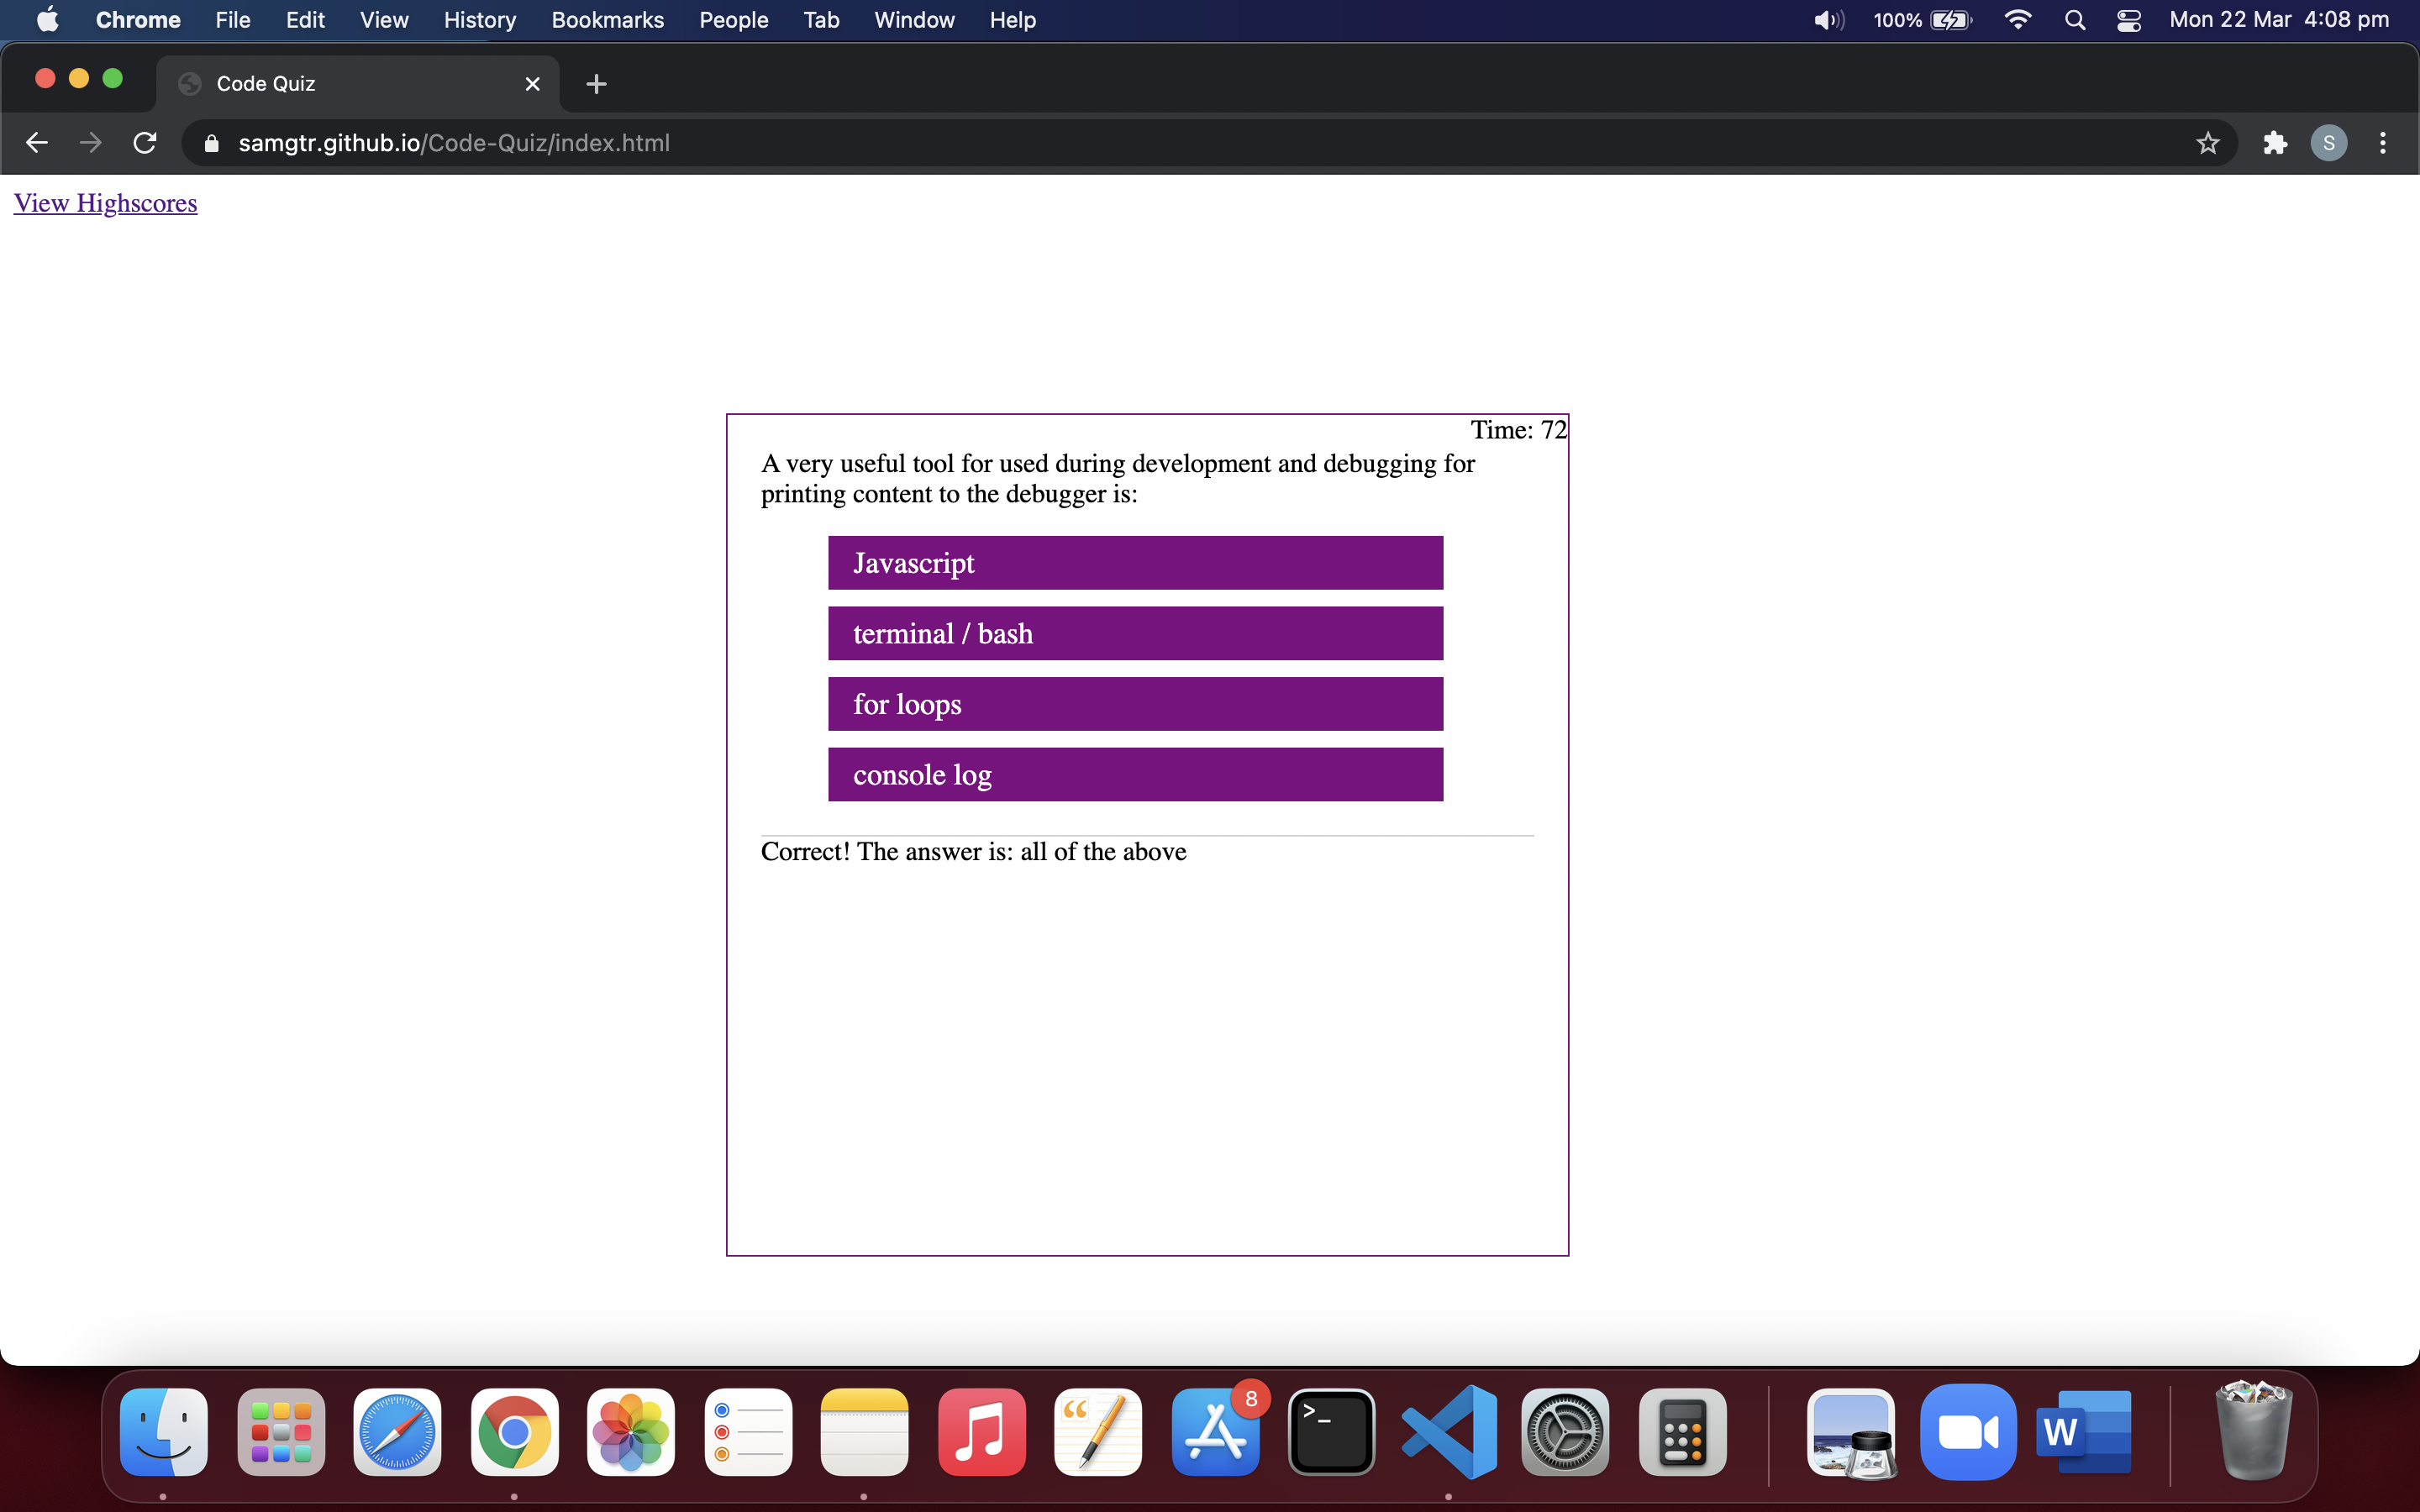 Chrome File Edit View History Bookmarks People Tab Window Help 100% Mon 22 Mar 4:08 pm
Code Quiz
samgtr.github.io/Code-Quiz/index.html S
View Highscores
Time: 72
A very useful tool for used during development and debugging for
printing content to the debugger is:
Javascript
terminal / bash
for loops
console log
Correct! The answer is: all of the above
8
>_
W